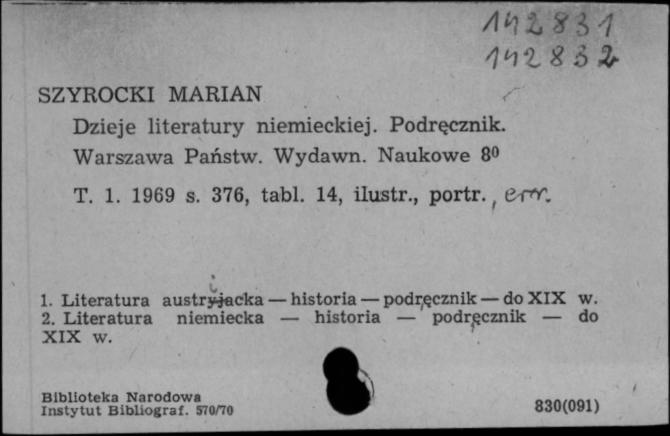 142831
142832
SZYROCKI MARIAN
Dzieje literatury niemieckiej. Podręcznik.
Warszawa Państw. Wydawn. Naukowe 8⁰
T. 1. 1969 s. 376, tabl. 14, ilustr., portr., err.
1. Literatura austryjacka — historia — podręcznik — do XIX w.
2. Literatura niemiecka — historia — podręcznik — do
XIX w.
Biblioteka Narodowa
Instytut Bibliograf. 570/70
830(091)